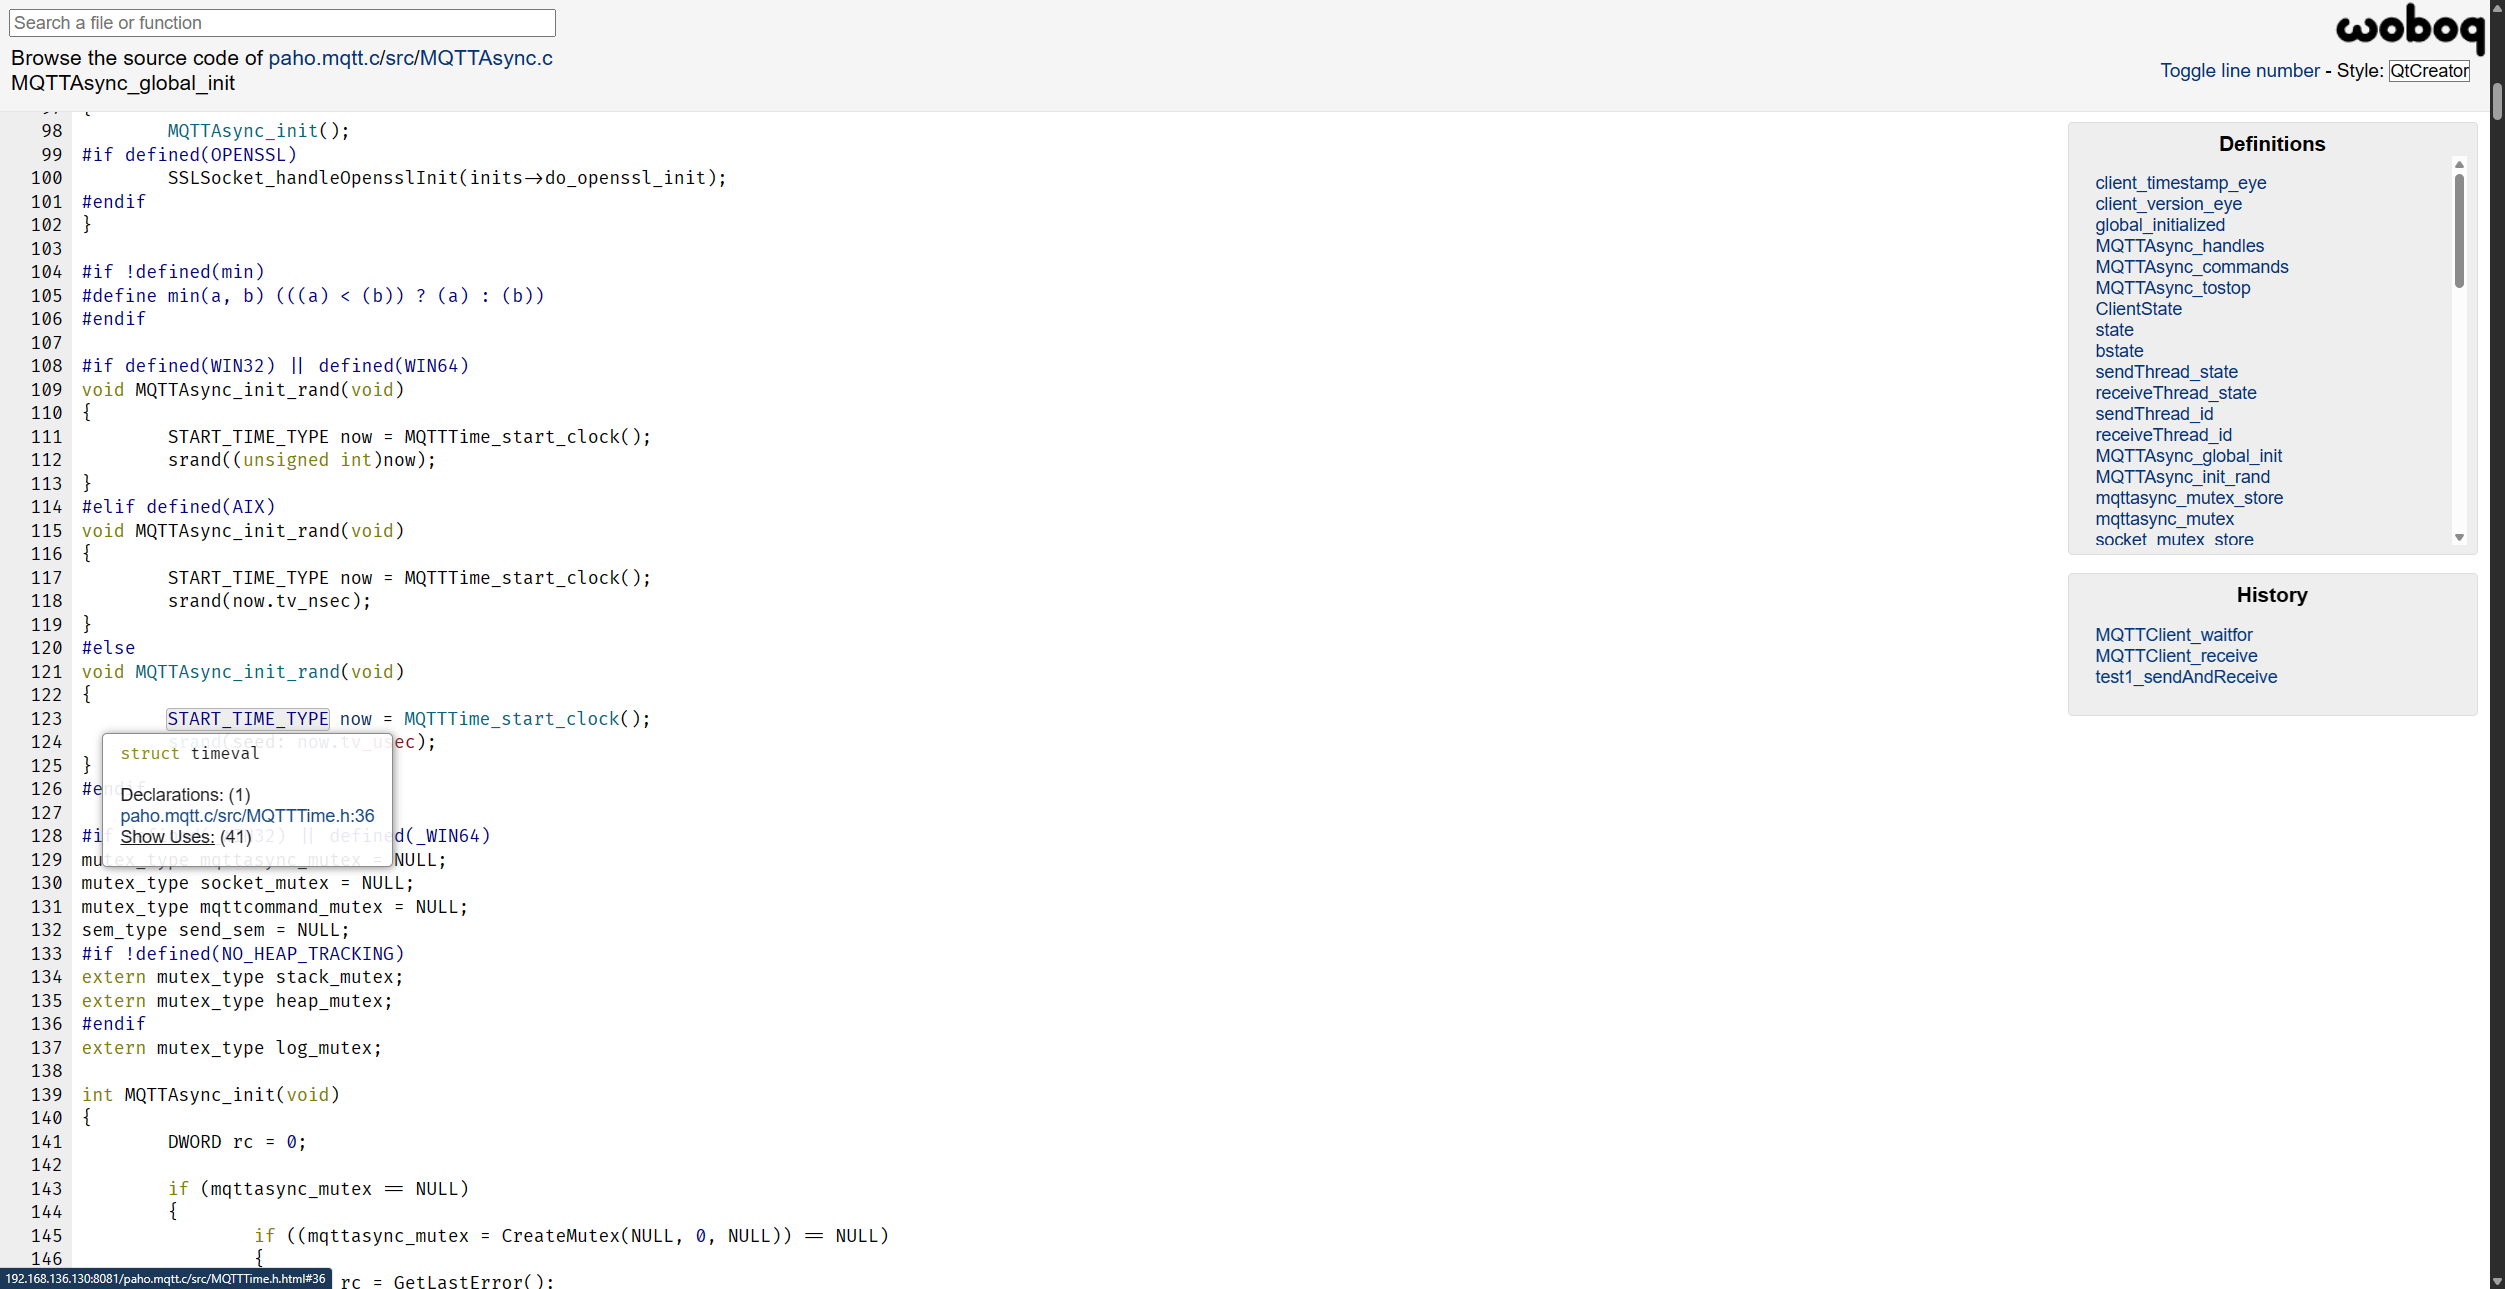 Search a file or function
woboq
Browse the source code of paho.mqtt.c/src/MQTTAsync.c
Toggle line number - Style: QtCreator
MQTTAsync_global_init
98 MQTTAsync_init();
99 #if defined(OPENSSL)
100 SSLSocket_handleOpensslInit(inits->do_openssl_init);
101 #endif
102 }
103
104 #if !defined(min)
105 #define min(a, b) (((a) < (b)) ? (a) : (b))
106 #endif
107
108 #if defined(WIN32) || defined(WIN64)
109 void MQTTAsync_init_rand(void)
110 {
111 START_TIME_TYPE now = MQTTTime_start_clock();
112 srand((unsigned int)now);
113 }
114 #elif defined(AIX)
115 void MQTTAsync_init_rand(void)
116 {
117 START_TIME_TYPE now = MQTTTime_start_clock();
118 srand(now.tv_nsec);
119 }
120 #else
121 void MQTTAsync_init_rand(void)
122 {
123 START_TIME_TYPE now = MQTTTime_start_clock();
124 srand(seed: now.tv_usec);
125 }
126 #endif
127
128 #if || defined(_WIN64)
129 mutex_type mqttasync_mutex = NULL;
130 mutex_type socket_mutex = NULL;
131 mutex_type mqttcommand_mutex = NULL;
132 sem_type send_sem = NULL;
133 #if !defined(NO_HEAP_TRACKING)
134 extern mutex_type stack_mutex;
135 extern mutex_type heap_mutex;
136 #endif
137 extern mutex_type log_mutex;
138
139 int MQTTAsync_init(void)
140 {
141 DWORD rc = 0;
142
143 if (mqttasync_mutex == NULL)
144 {
145 if ((mqttasync_mutex = CreateMutex(NULL, 0, NULL)) == NULL)
146 {
rc = GetLastError();
struct timeval
Declarations: (1)
paho.mqtt.c/src/MQTTTime.h:36
Show Uses: (41)
192.168.136.130:8081/paho.mqtt.c/src/MQTTTime.h.html#36
Definitions
client_timestamp_eye
client_version_eye
global_initialized
MQTTAsync_handles
MQTTAsync_commands
MQTTAsync_tostop
ClientState
state
bstate
sendThread_state
receiveThread_state
sendThread_id
receiveThread_id
MQTTAsync_global_init
MQTTAsync_init_rand
mqttasync_mutex_store
mqttasync_mutex
socket_mutex_store
History
MQTTClient_waitfor
MQTTClient_receive
test1_sendAndReceive